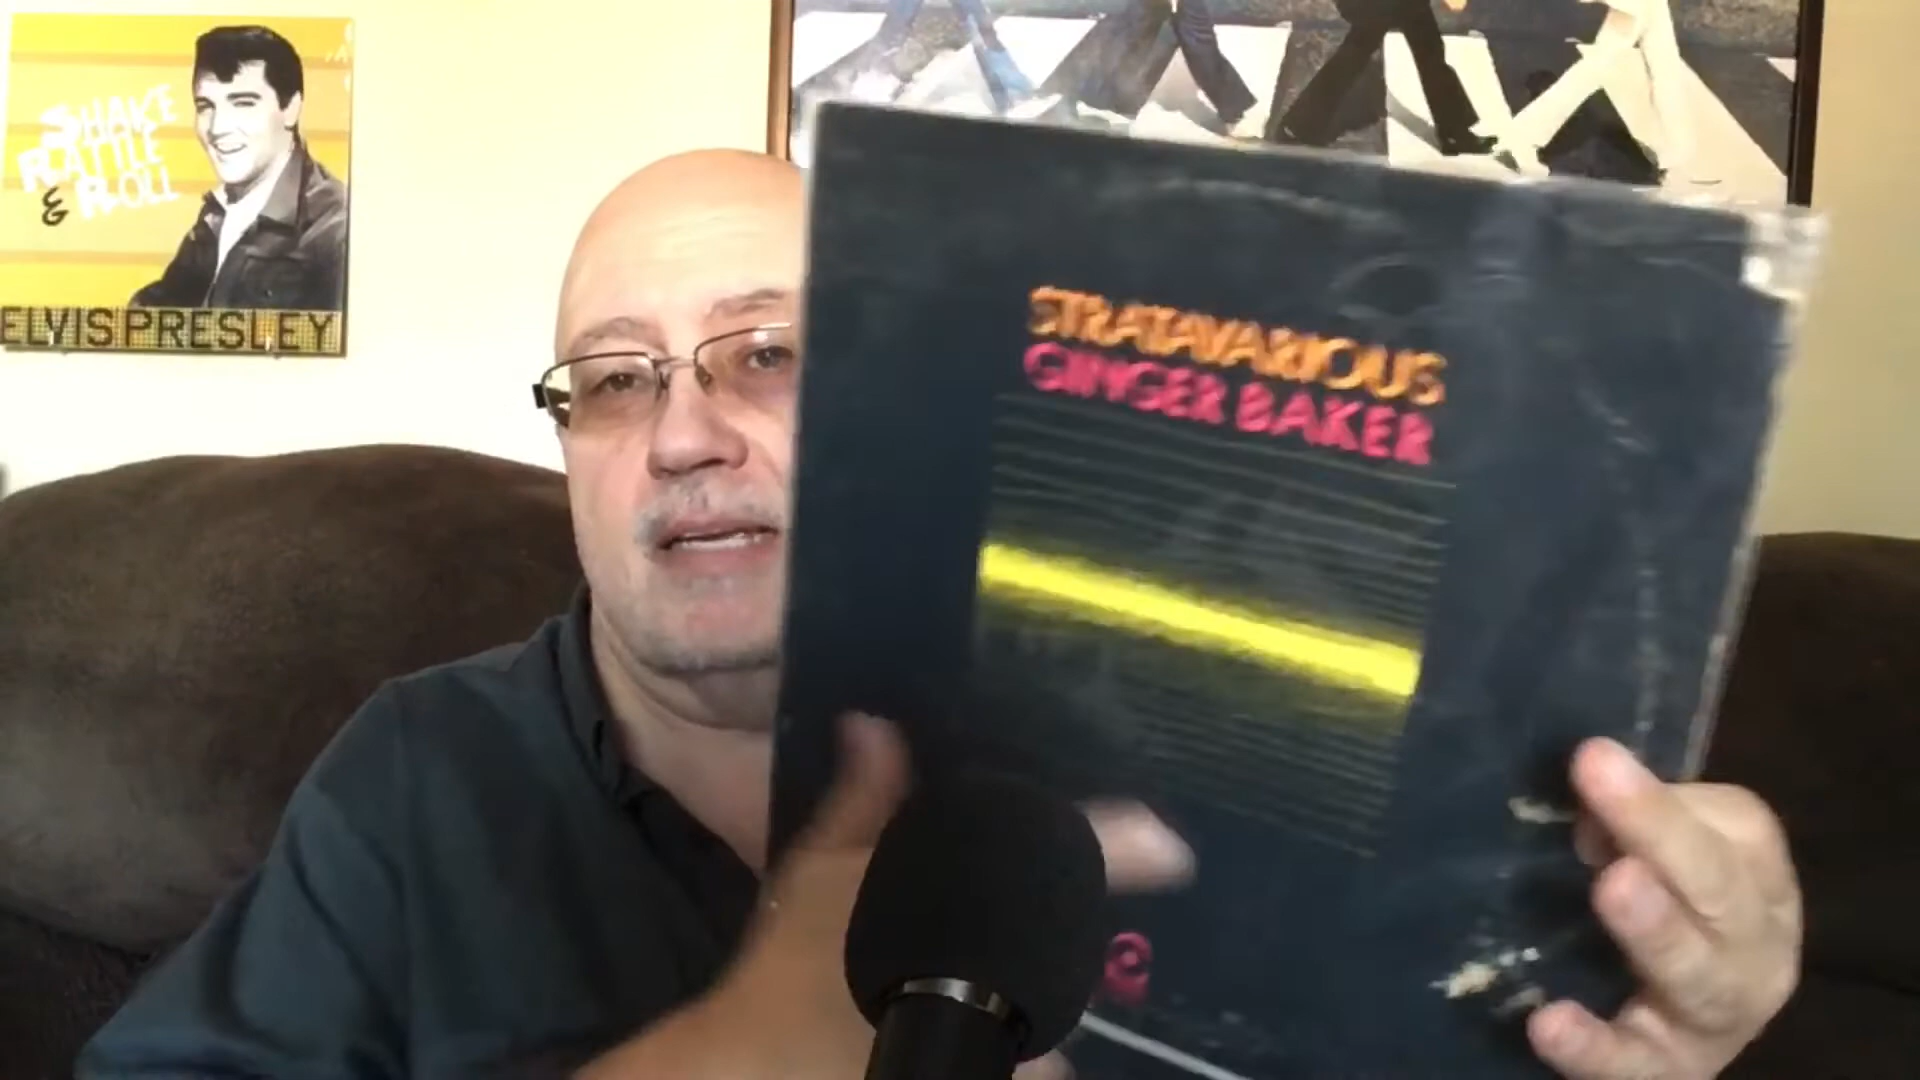 SHAKE
RATTLE
& ROLL
ELVIS PRESLEY
STRATAVARIOUS
GINGER BAKER